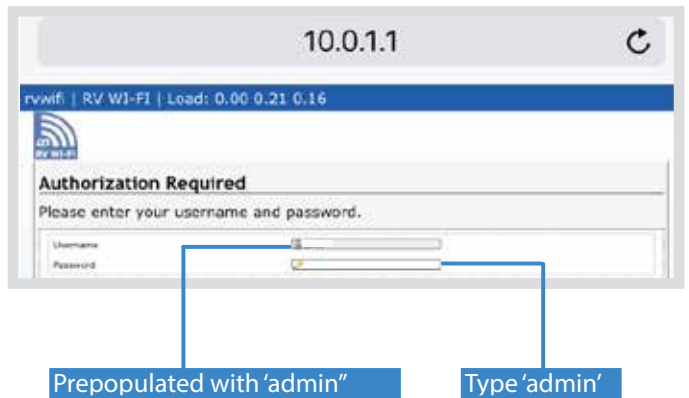 10.0.1.1
rvwifi | RV WI-FI | Load: 0.00 0.21 0.16
RV WI-FI
Authorization Required
Please enter your username and password.
Username
Password
Prepopulated with ‘admin” Type ‘admin’